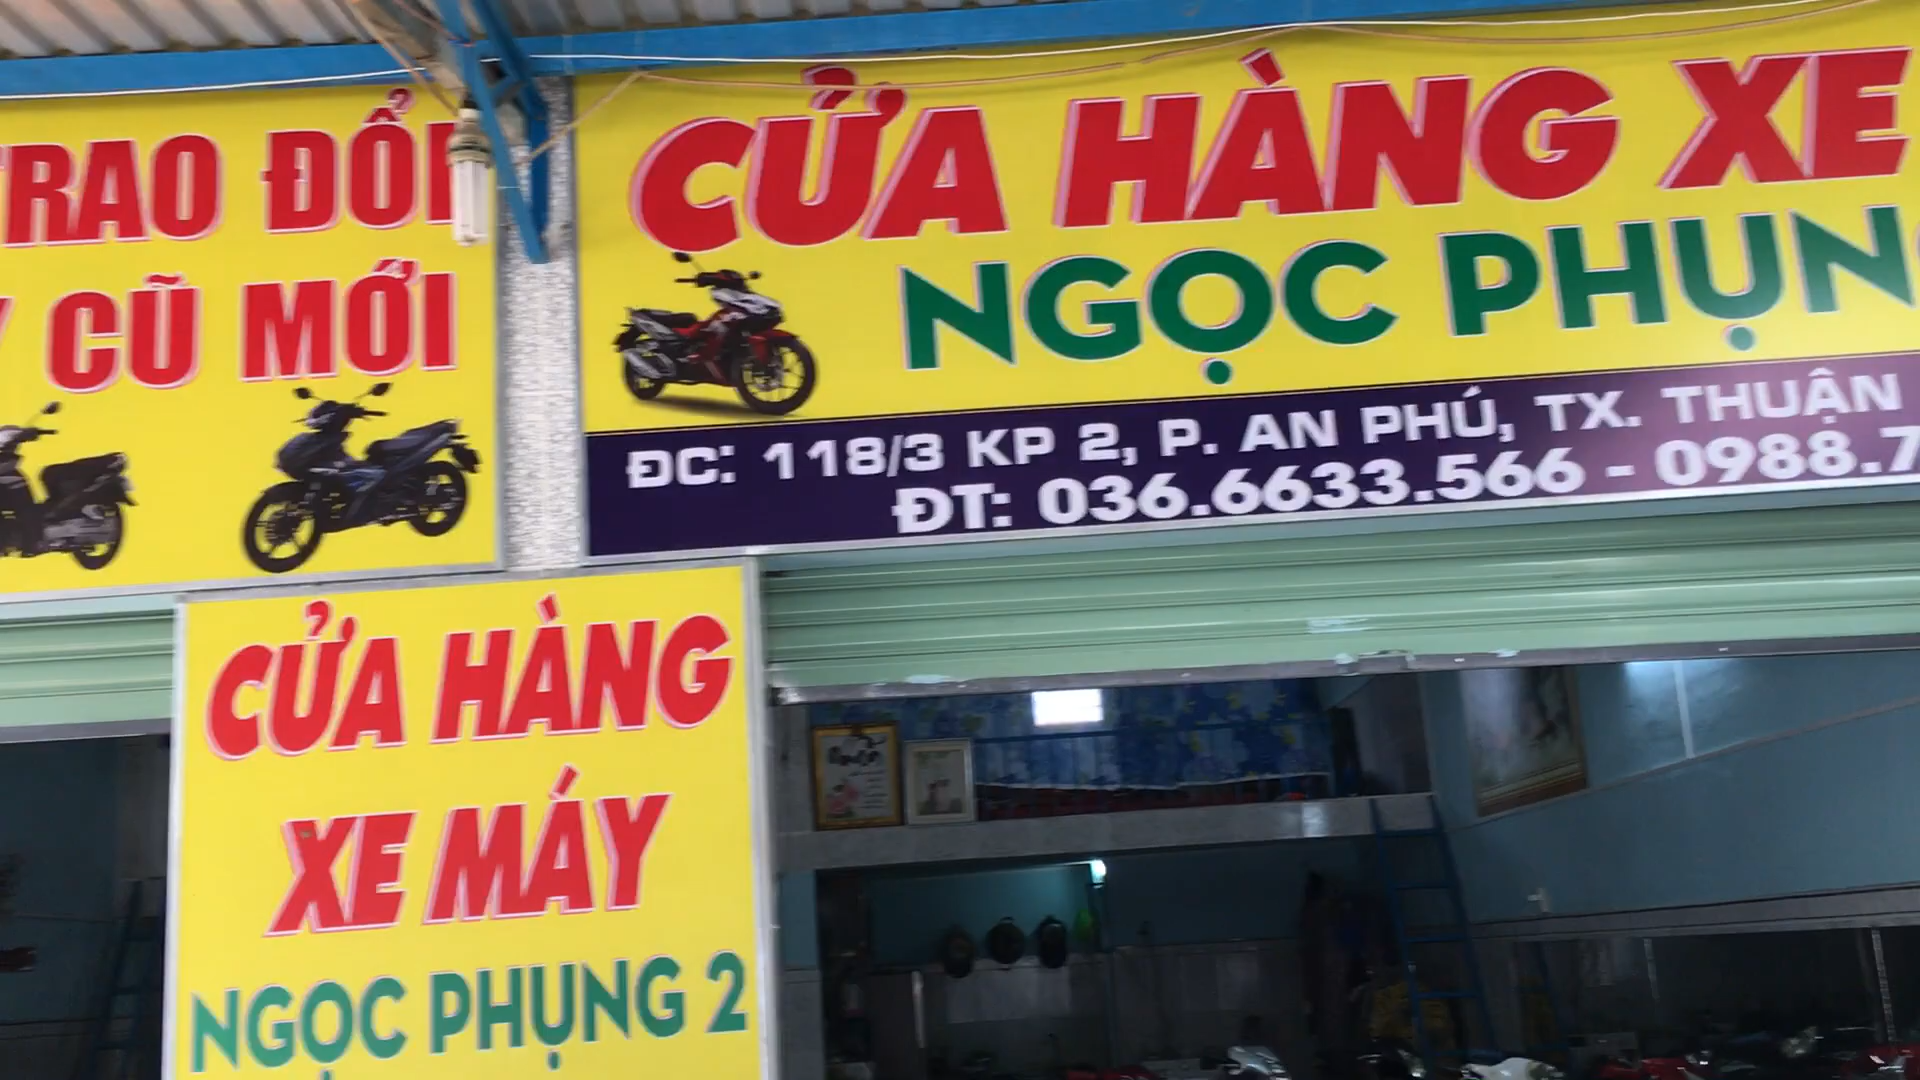 TRAO ĐỔI
CŨ MỚI
CỬA HÀNG XE
NGỌC PHỤN
ĐC: 118/3 KP 2, P. AN PHÚ, TX. THUẬN
ĐT: 036.6633.566 - 0988.7
CỬA HÀNG
XE MÁY
NGỌC PHỤNG 2